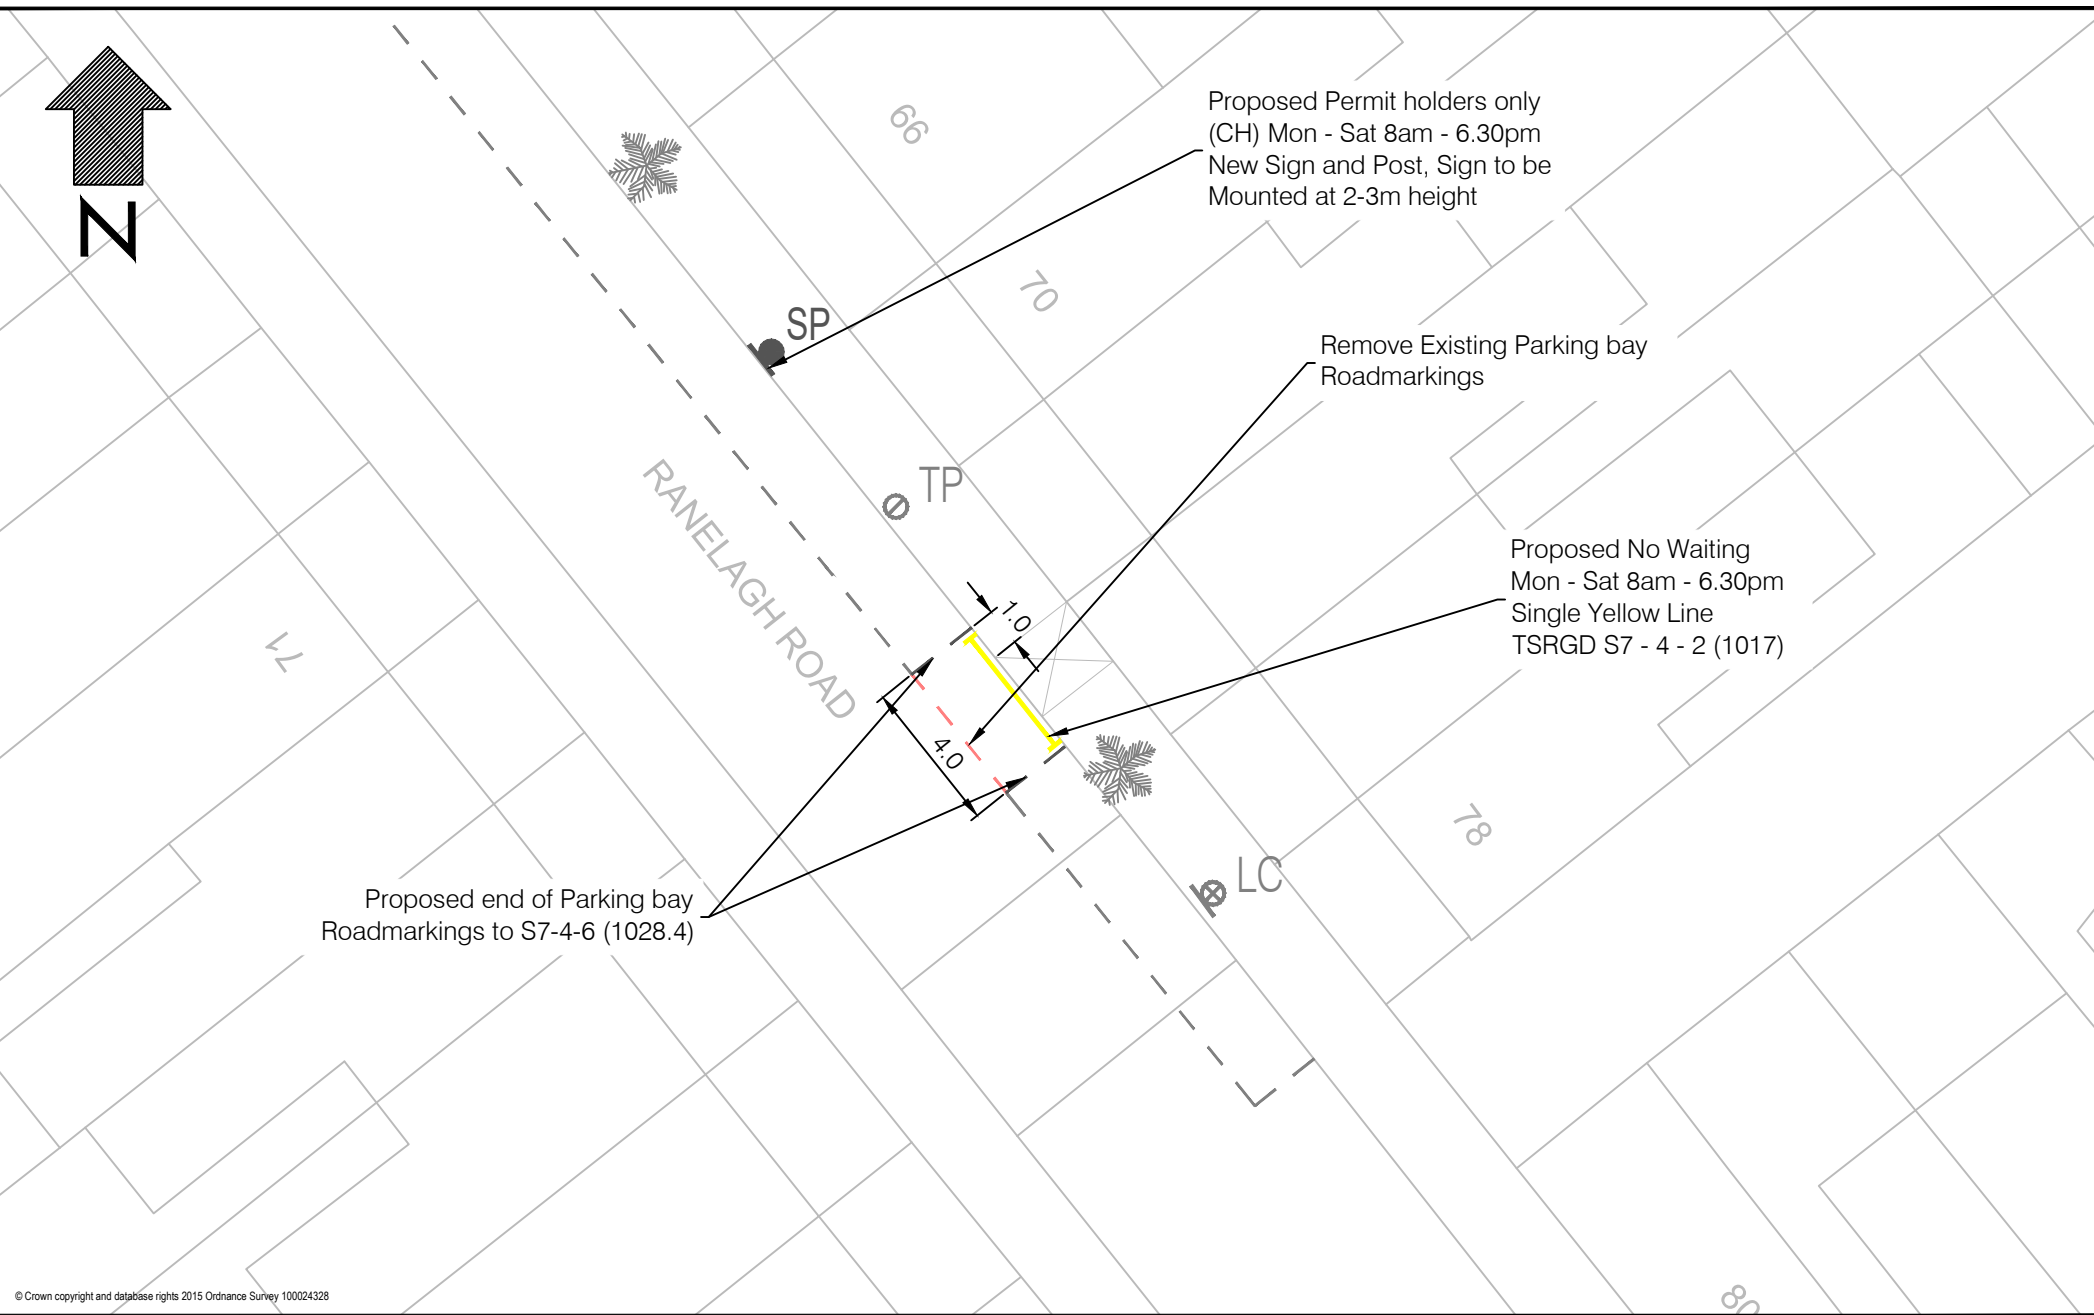 N
66
Proposed Permit holders only
(CH) Mon - Sat 8am - 6.30pm
New Sign and Post, Sign to be
Mounted at 2-3m height
70
SP
Remove Existing Parking bay
Roadmarkings
TP
RANELAGH ROAD
Proposed No Waiting
Mon - Sat 8am - 6.30pm
Single Yellow Line
TSRGD S7 - 4 - 2 (1017)
1.0
71
4.0
78
LC
Proposed end of Parking bay
Roadmarkings to S7-4-6 (1028.4)
80
© Crown copyright and database rights 2015 Ordnance Survey 100024328